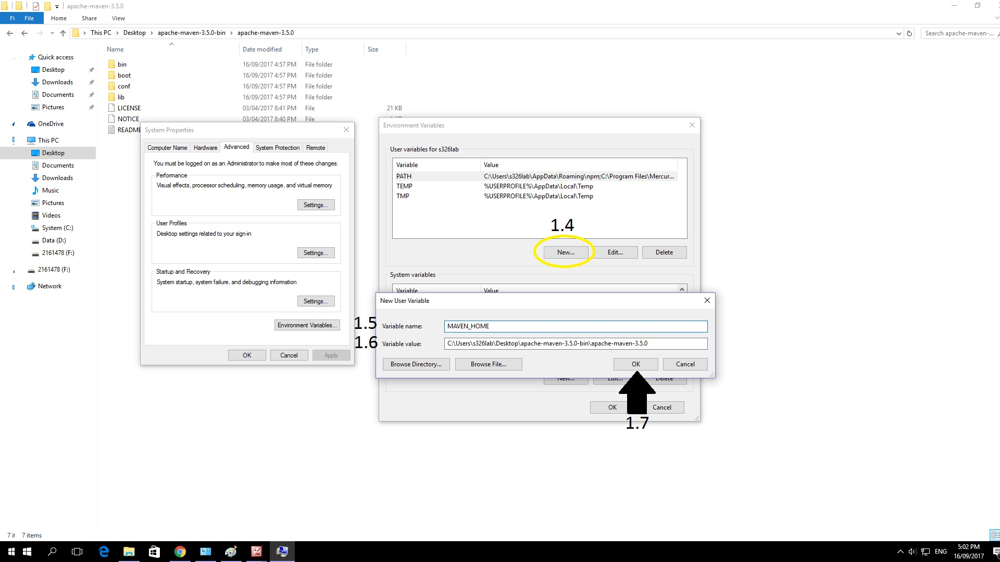 apache-maven-3.5.0
Fi File Home Share View
This PC Desktop apache-maven-3.5.0-bin apache-maven-3.5.0
Search apache-maven-...
Name Date modified Type Size
Quick access
Desktop
Downloads
Documents
Pictures
OneDrive
This PC
Desktop
Documents
Downloads
Music
Pictures
Videos
System (C:)
Data (D:)
2161478 (F:)
2161478 (F:)
Network
bin 16/09/2017 4:57 PM File folder
boot 16/09/2017 4:57 PM File folder
conf 16/09/2017 4:57 PM File folder
lib 16/09/2017 4:57 PM File folder
LICENSE 03/04/2017 8:41 PM File 21 KB
NOTICE 03/04/2017 8:40 PM File
README
System Properties
Computer Name Hardware Advanced System Protection Remote
You must be logged on as an Administrator to make most of these changes.
Performance
Visual effects, processor scheduling, memory usage, and virtual memory
Settings...
User Profiles
Desktop settings related to your sign-in
Settings...
Startup and Recovery
System startup, system failure, and debugging information
Settings...
Environment Variables...
OK Cancel Apply
Environment Variables
User variables for s326lab
Variable Value
PATH C:\Users\s326lab\AppData\Roaming\npm;C:\Program Files\Mercur...
TEMP %USERPROFILE%\AppData\Local\Temp
TMP %USERPROFILE%\AppData\Local\Temp
1.4
New... Edit... Delete
System variables
Variable Value
New User Variable
1.5 Variable name: MAVEN_HOME
1.6 Variable value: C:\Users\s326lab\Desktop\apache-maven-3.5.0-bin\apache-maven-3.5.0
Browse Directory... Browse File... OK Cancel
New... Edit... Delete
OK Cancel
1.7
7 it 7 items
ENG
5:02 PM
16/09/2017